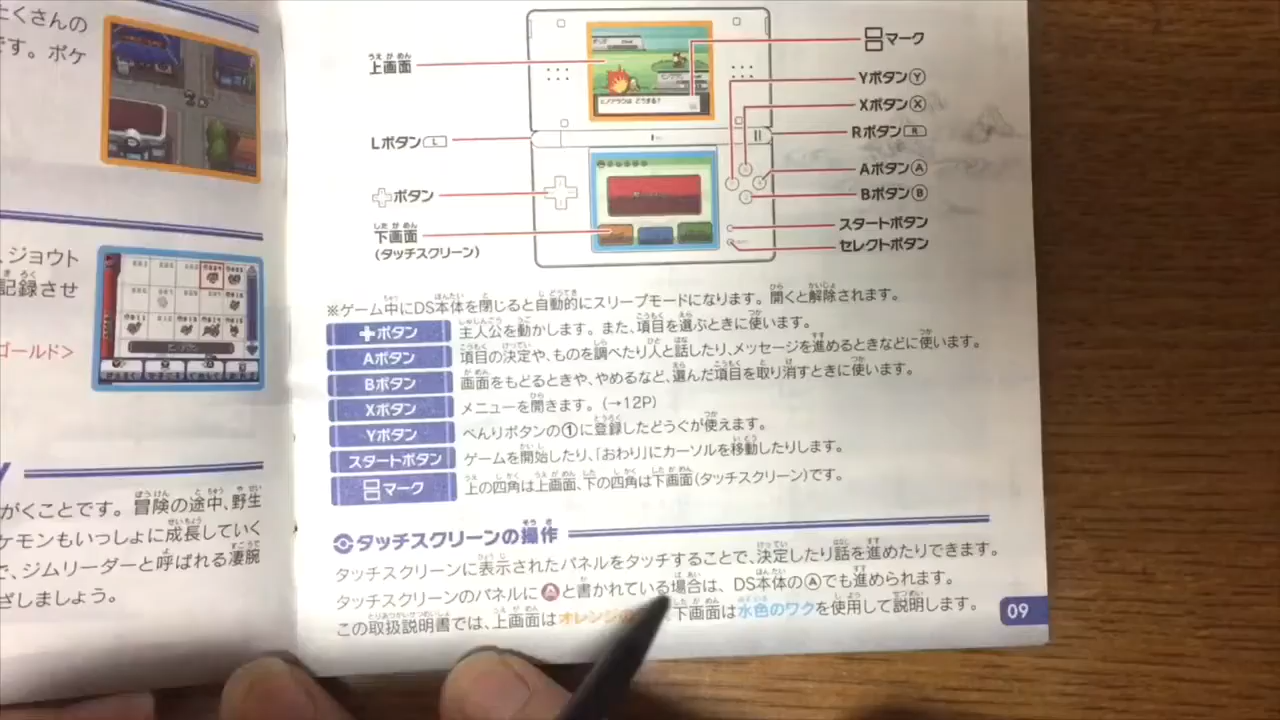 たくさんの
です。ポケ
ジョウト
記録させ
ゴールド＞
がくことです。冒険の途中、野生
ケモンもいっしょに成長していく
で、ジムリーダーと呼ばれる凄腕
ざしましょう。
上画面
Lボタン L
ボタン
下画面
(タッチスクリーン)
マーク
YボタンⓎ
XボタンⓍ
Rボタン R
AボタンⒶ
BボタンⒷ
スタートボタン
セレクトボタン
※ゲーム中にDS本体を閉じると自動的にスリープモードになります。開くと解除されます。
✚ボタン 主人公を動かします。また、項目を選ぶときに使います。
Aボタン 項目の決定や、ものを調べたり人と話したり、メッセージを進めるときなどに使います。
Bボタン 画面をもどるときや、やめるなど、選んだ項目を取り消すときに使います。
Xボタン メニューを開きます。(→12P)
Yボタン べんりボタンの①に登録したどうぐが使えます。
スタートボタン ゲームを開始したり、「おわり」にカーソルを移動したりします。
マーク 上の四角は上画面、下の四角は下画面(タッチスクリーン)です。
タッチスクリーンの操作
タッチスクリーンに表示されたパネルをタッチすることで、決定したり話を進めたりできます。
タッチスクリーンのパネルにⒶと書かれている場合は、DS本体のⒶでも進められます。
この取扱説明書では、上画面はオレンジの 下画面は水色のワクを使用して説明します。
09